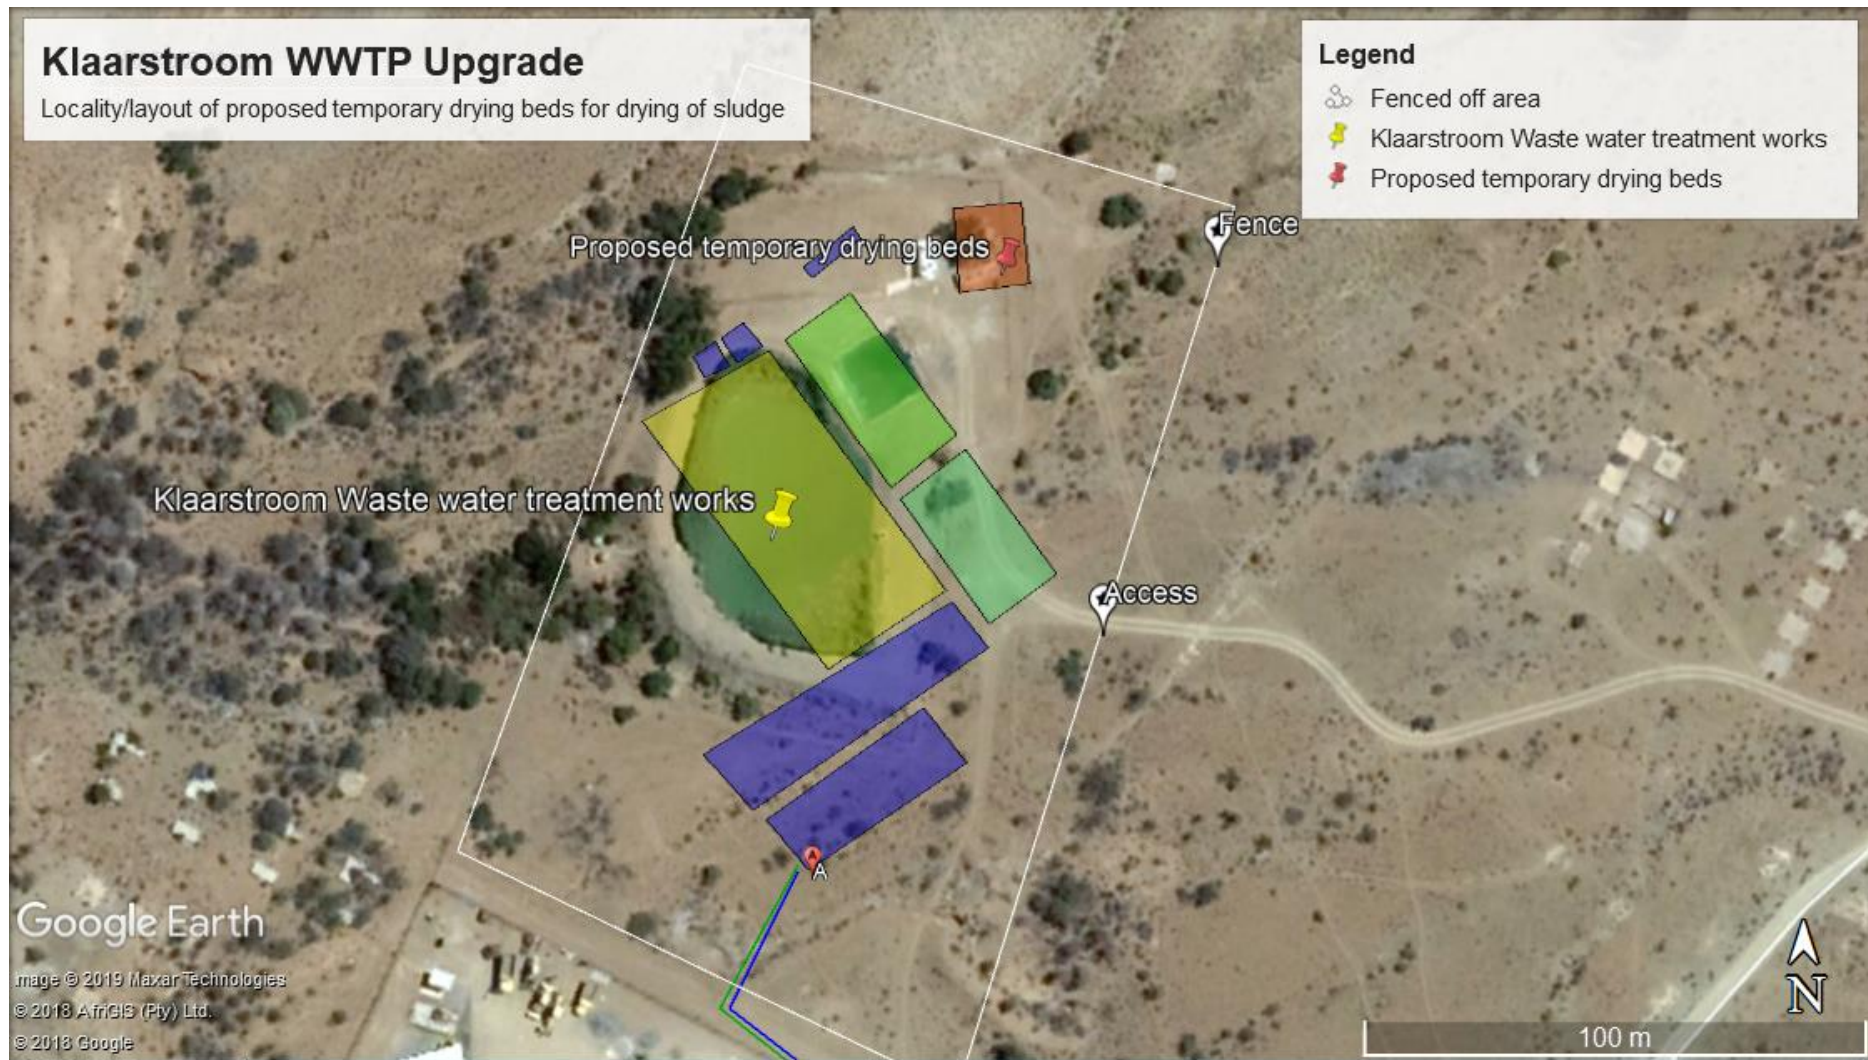 Klaarstroom WWTP Upgrade
Locality/layout of proposed temporary drying beds for drying of sludge
Legend
Fenced off area
Klaarstroom Waste water treatment works
Proposed temporary drying beds
Fence
Proposed temporary drying beds
Klaarstroom Waste water treatment works
Access
A
A
Google Earth
Image © 2019 Maxar Technologies
© 2018 AfriGIS (Pty) Ltd.
© 2018 Google
N
100 m